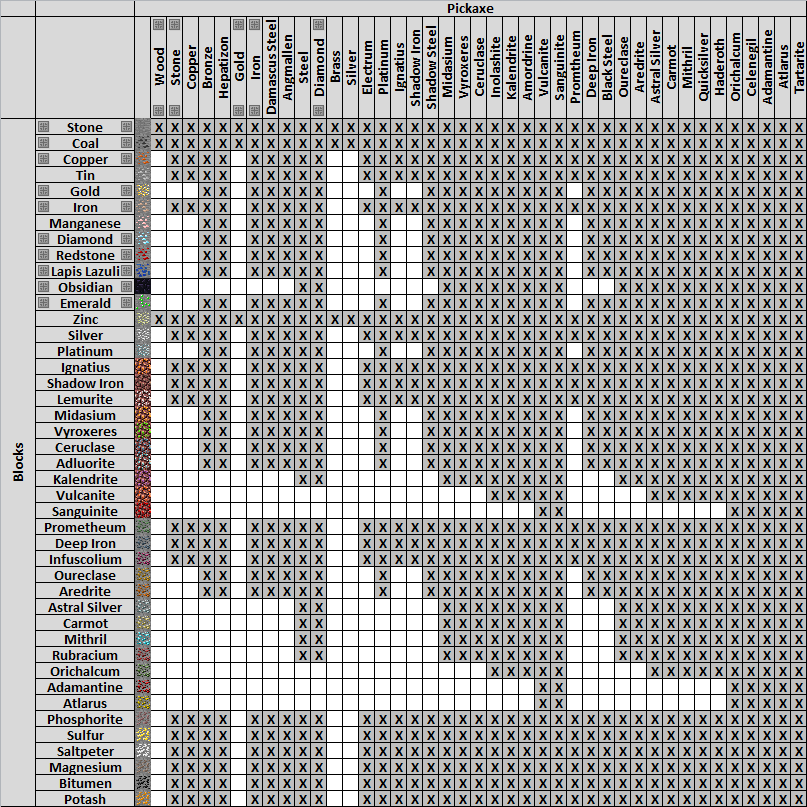 Pickaxe
Wood
Stone
Copper
Bronze
Hepatizon
Gold
Iron
Damascus Steel
Angmallen
Steel
Diamond
Brass
Silver
Electrum
Platinum
Ignatius
Shadow Iron
Shadow Steel
Midasium
Vyroxeres
Ceruclase
Inolashite
Kalendrite
Amordrine
Vulcanite
Sanguinite
Promtheum
Deep Iron
Black Steel
Oureclase
Aredrite
Astral Silver
Carmot
Mithril
Quicksilver
Haderoth
Orichalcum
Celenegil
Adamantine
Atlarus
Tartarite
Blocks
Stone X X X X X X X X X X X X X X X X X X X X X X X X X X X X X X X X X X X X X X X X X
Coal X X X X X X X X X X X X X X X X X X X X X X X X X X X X X X X X X X X X X X X X X
Copper X X X X X X X X X X X X X X X X X X X X X X X X X X X X X X X X X X X X X
Tin X X X X X X X X X X X X X X X X X X X X X X X X X X X X X X X X X X X X X
Gold X X X X X X X X X X X X X X X X X X X X X X X X X X X X X X X
Iron X X X X X X X X X X X X X X X X X X X X X X X X X X X X X X X X X X X X X
Manganese X X X X X X X X X X X X X X X X X X X X X X X X X X X X X X X
Diamond X X X X X X X X X X X X X X X X X X X X X X X X X X X X X X X
Redstone X X X X X X X X X X X X X X X X X X X X X X X X X X X X X X X
Lapis Lazuli X X X X X X X X X X X X X X X X X X X X X X X X X X X X X X X
Obsidian X X X X X X X X X X X X X X X X X X X X X X
Emerald X X X X X X X X X X X X X X X X X X X X X X X X X X X X X X X
Zinc X X X X X X X X X X X X X X X X X X X X X X X X X X X X X X X X X X X X X X X X X
Silver X X X X X X X X X X X X X X X X X X X X X X X X X X X X X X X X X X X X X
Platinum X X X X X X X X X X X X X X X X X X X X X X X X X X X X X X X
Ignatius X X X X X X X X X X X X X X X X X X X X X X X X X X X X X X X X X X X X X
Shadow Iron X X X X X X X X X X X X X X X X X X X X X X X X X X X X X X X X X X X X X
Lemurite X X X X X X X X X X X X X X X X X X X X X X X X X X X X X X X X X X X X X
Midasium X X X X X X X X X X X X X X X X X X X X X X X X X X X X X X X
Vyroxeres X X X X X X X X X X X X X X X X X X X X X X X X X X X X X X X
Ceruclase X X X X X X X X X X X X X X X X X X X X X X X X X X X X X X X
Adluorite X X X X X X X X X X X X X X X X X X X X X X X X X X X X X X X
Kalendrite X X X X X X X X X X X X X X X X X X X X X X
Vulcanite X X X X X X X X X X X X X X X
Sanguinite X X X X X X X
Prometheum X X X X X X X X X X X X X X X X X X X X X X X X X X X X X X X X X X X X X
Deep Iron X X X X X X X X X X X X X X X X X X X X X X X X X X X X X X X X X X X X X
Infuscolium X X X X X X X X X X X X X X X X X X X X X X X X X X X X X X X X X X X X X
Oureclase X X X X X X X X X X X X X X X X X X X X X X X X X X X X X X X
Aredrite X X X X X X X X X X X X X X X X X X X X X X X X X X X X X X X
Astral Silver X X X X X X X X X X X X X X X X X X X X X X
Carmot X X X X X X X X X X X X X X X X X X X X X X
Mithril X X X X X X X X X X X X X X X X X X X X X X
Rubracium X X X X X X X X X X X X X X X X X X X X X X
Orichalcum X X X X X X X X X X X X X X X
Adamantine X X X X X X X
Atlarus X X X X X X X
Phosphorite X X X X X X X X X X X X X X X X X X X X X X X X X X X X X X X X X X X X X
Sulfur X X X X X X X X X X X X X X X X X X X X X X X X X X X X X X X X X X X X X
Saltpeter X X X X X X X X X X X X X X X X X X X X X X X X X X X X X X X X X X X X X
Magnesium X X X X X X X X X X X X X X X X X X X X X X X X X X X X X X X X X X X X X
Bitumen X X X X X X X X X X X X X X X X X X X X X X X X X X X X X X X X X X X X X
Potash X X X X X X X X X X X X X X X X X X X X X X X X X X X X X X X X X X X X X